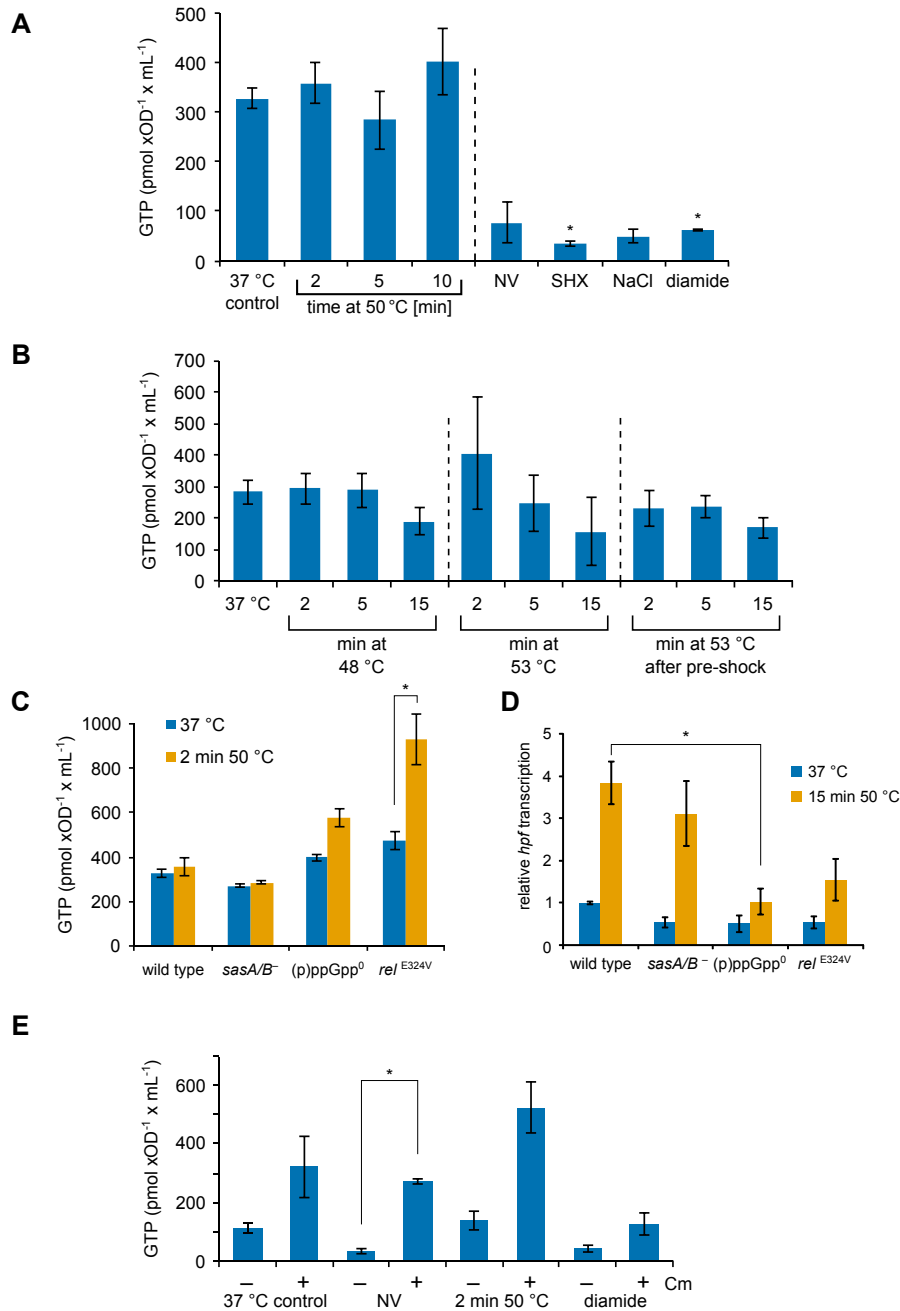 A
GTP (pmol xOD-1 x mL-1)
500
400
300
200
100
0
* *
37 °C control 2 5 10 NV SHX NaCl diamide
time at 50 °C [min]
B
GTP (pmol xOD-1 x mL-1)
700
600
500
400
300
200
100
0
37 °C 2 5 15 2 5 15 2 5 15
min at 48 °C
min at 53 °C
min at 53 °C after pre-shock
C
GTP (pmol xOD-1 x mL-1)
1000
800
600
400
200
0
37 °C
2 min 50 °C
*
wild type sasA/B– (p)ppGpp0 rel E324V
D
relative hpf transcription
5
4
3
2
1
0
*
37 °C
15 min 50 °C
wild type sasA/B – (p)ppGpp0 rel E324V
E
GTP (pmol xOD-1 x mL-1)
600
400
200
0
*
– + – + – + – + Cm
37 °C control NV 2 min 50 °C diamide